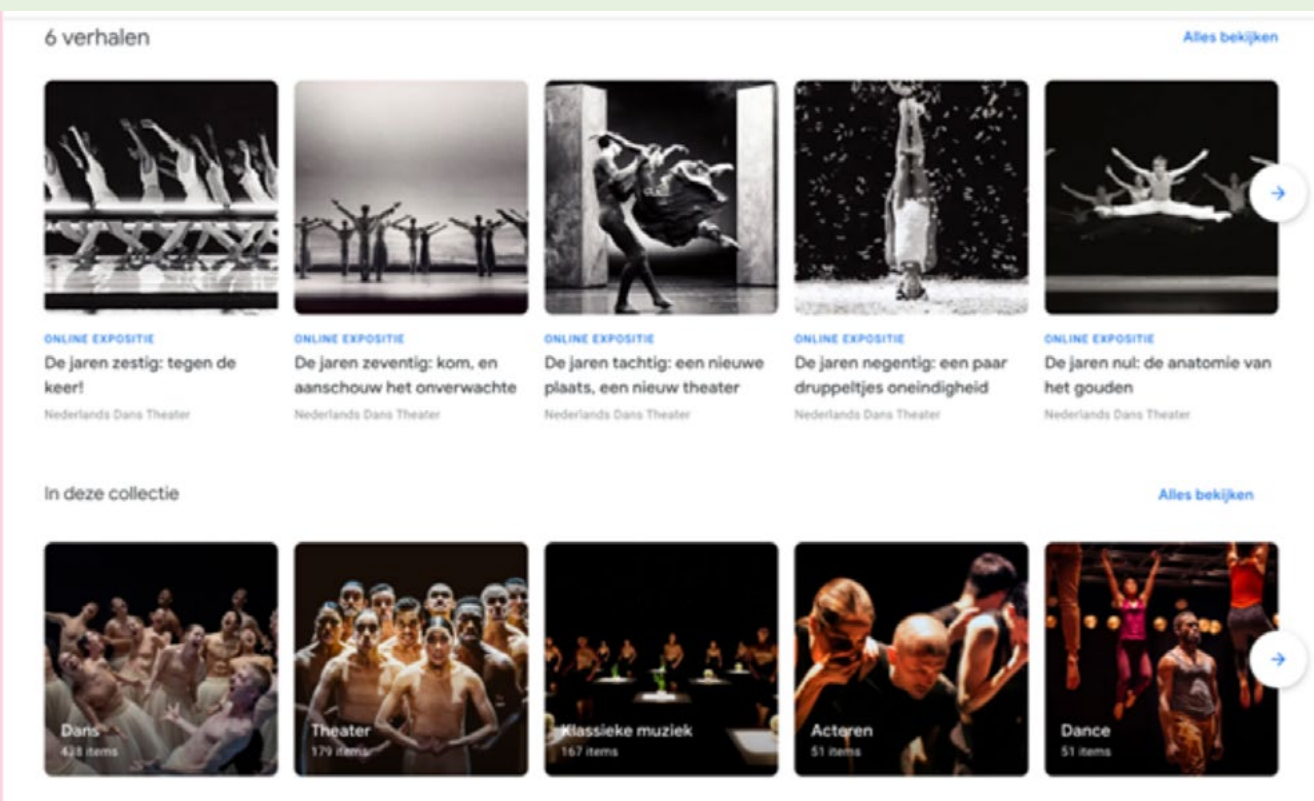 6 verhalen
Alles bekijken
ONLINE EXPOSITIE
De jaren zestig: tegen de
keer!
Nederlands Dans Theater
ONLINE EXPOSITIE
De jaren zeventig: kom, en
aanschouw het onverwachte
Nederlands Dans Theater
ONLINE EXPOSITIE
De jaren tachtig: een nieuwe
plaats, een nieuw theater
Nederlands Dans Theater
ONLINE EXPOSITIE
De jaren negentig: een paar
druppeltjes oneindigheid
Nederlands Dans Theater
ONLINE EXPOSITIE
De jaren nul: de anatomie van
het gouden
Nederlands Dans Theater
In deze collectie
Alles bekijken
Dans
items
Theater
179 items
Klassieke muziek
167 items
Acteren
51 items
Dance
51 items